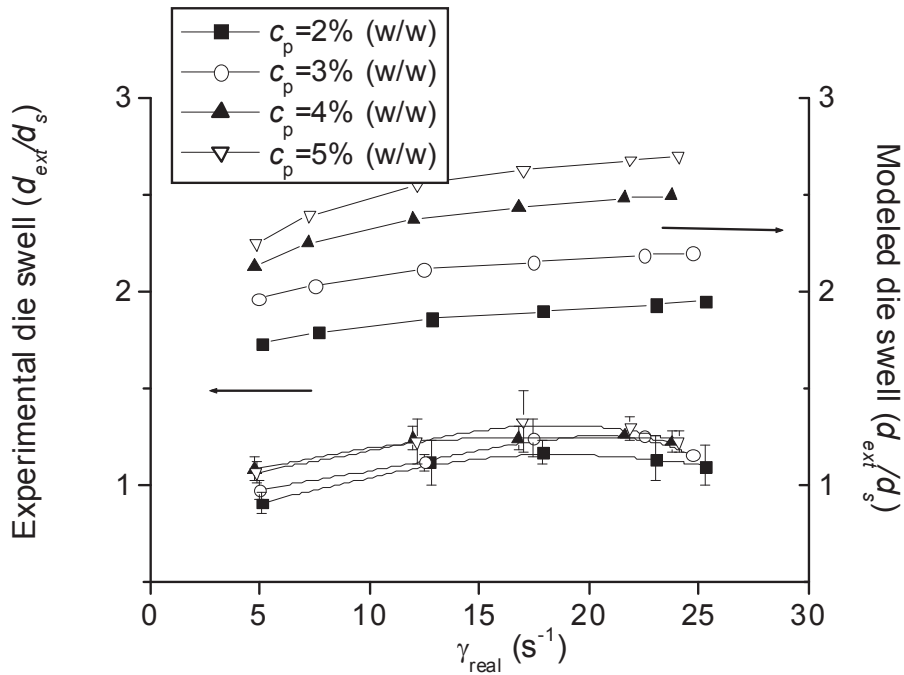 c_p=2% (w/w)
c_p=3% (w/w)
c_p=4% (w/w)
c_p=5% (w/w)
Experimental die swell (d_ext/d_s)
Modeled die swell (d_ext/d_s)
3
2
1
3
2
1
0 5 10 15 20 25 30
γ_real (s⁻¹)